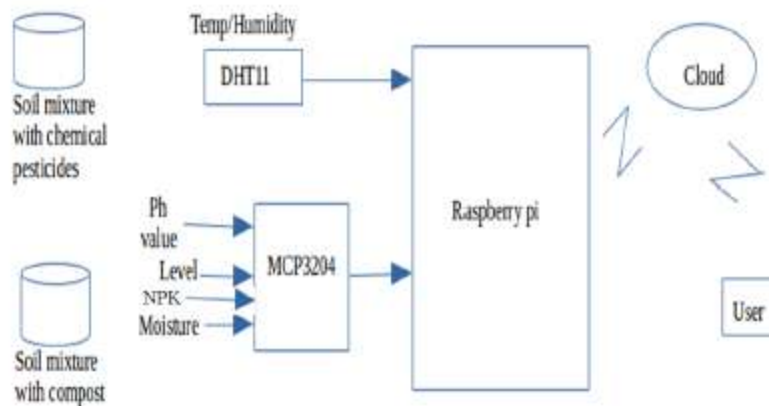 Temp/Humidity
DHT11
Cloud
Soil mixture
with chemical
pesticides
Raspberry pi
Ph
value
Level
NPK
Moisture
MCP3204
User
Soil mixture
with compost